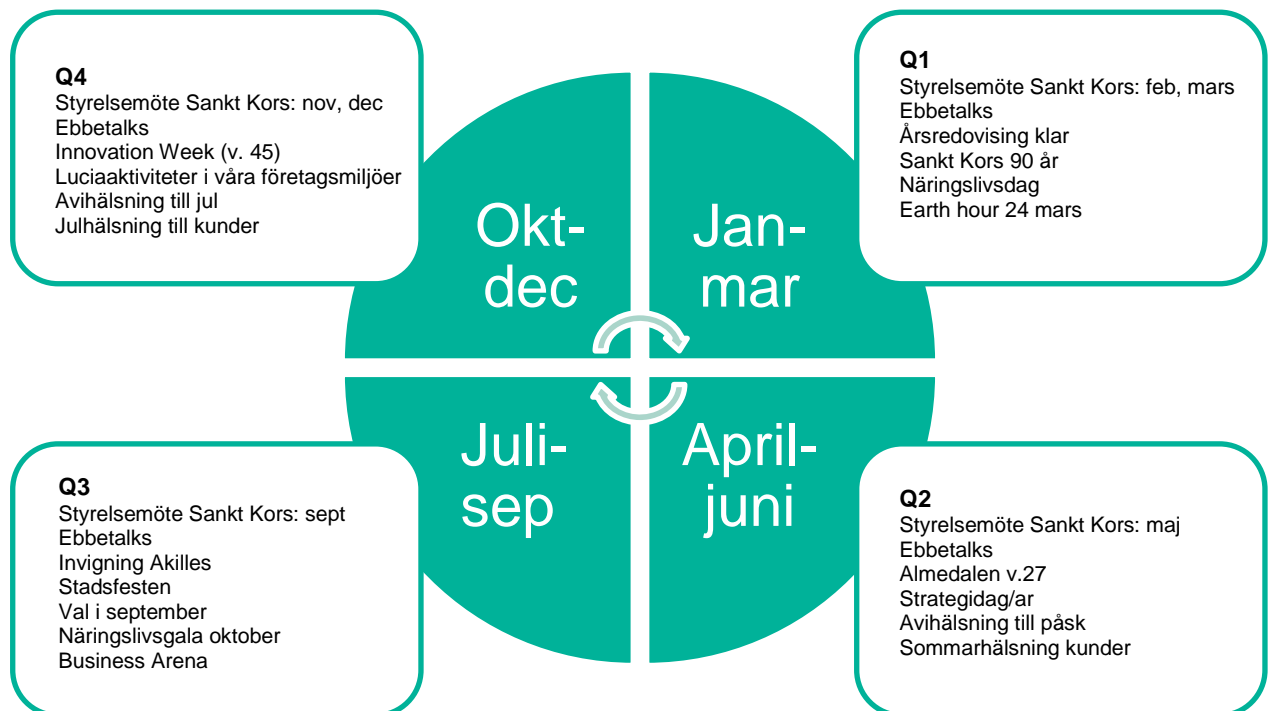 Q4
Styrelsemöte Sankt Kors: nov, dec
Ebbetalks
Innovation Week (v. 45)
Luciaaktiviteter i våra företagsmiljöer
Avihälsning till jul
Julhälsning till kunder
Q1
Styrelsemöte Sankt Kors: feb, mars
Ebbetalks
Årsredovising klar
Sankt Kors 90 år
Näringslivsdag
Earth hour 24 mars
Okt-
dec
Jan-
mar
Juli-
sep
April-
juni
Q3
Styrelsemöte Sankt Kors: sept
Ebbetalks
Invigning Akilles
Stadsfesten
Val i september
Näringslivsgala oktober
Business Arena
Q2
Styrelsemöte Sankt Kors: maj
Ebbetalks
Almedalen v.27
Strategidag/ar
Avihälsning till påsk
Sommarhälsning kunder